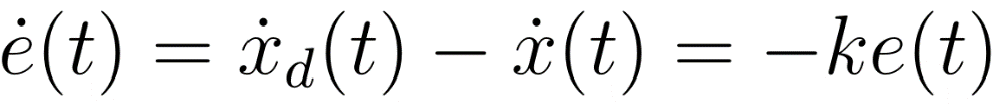 ė(t) = ẋ_d(t) − ẋ(t) = −ke(t)